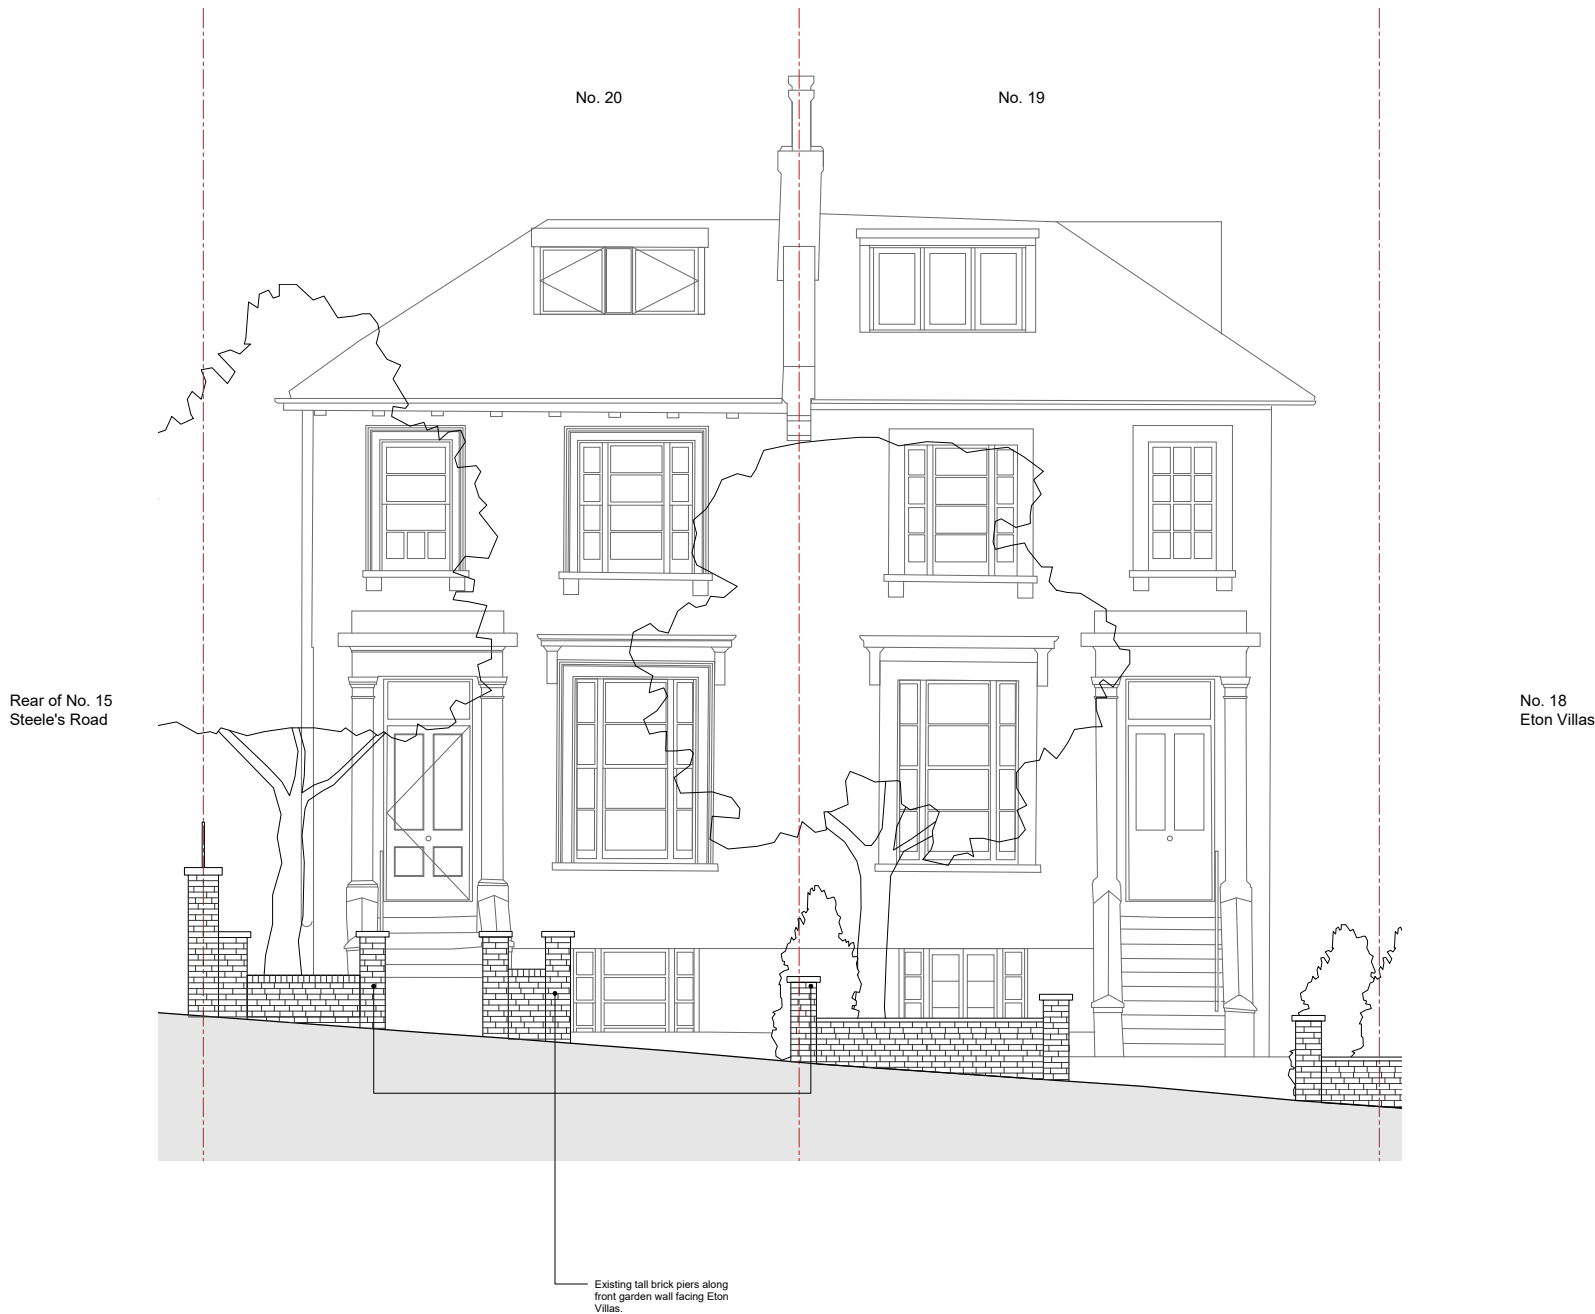 No. 20
No. 19
Rear of No. 15
Steele's Road
No. 18
Eton Villas
Existing tall brick piers along
front garden wall facing Eton
Villas.